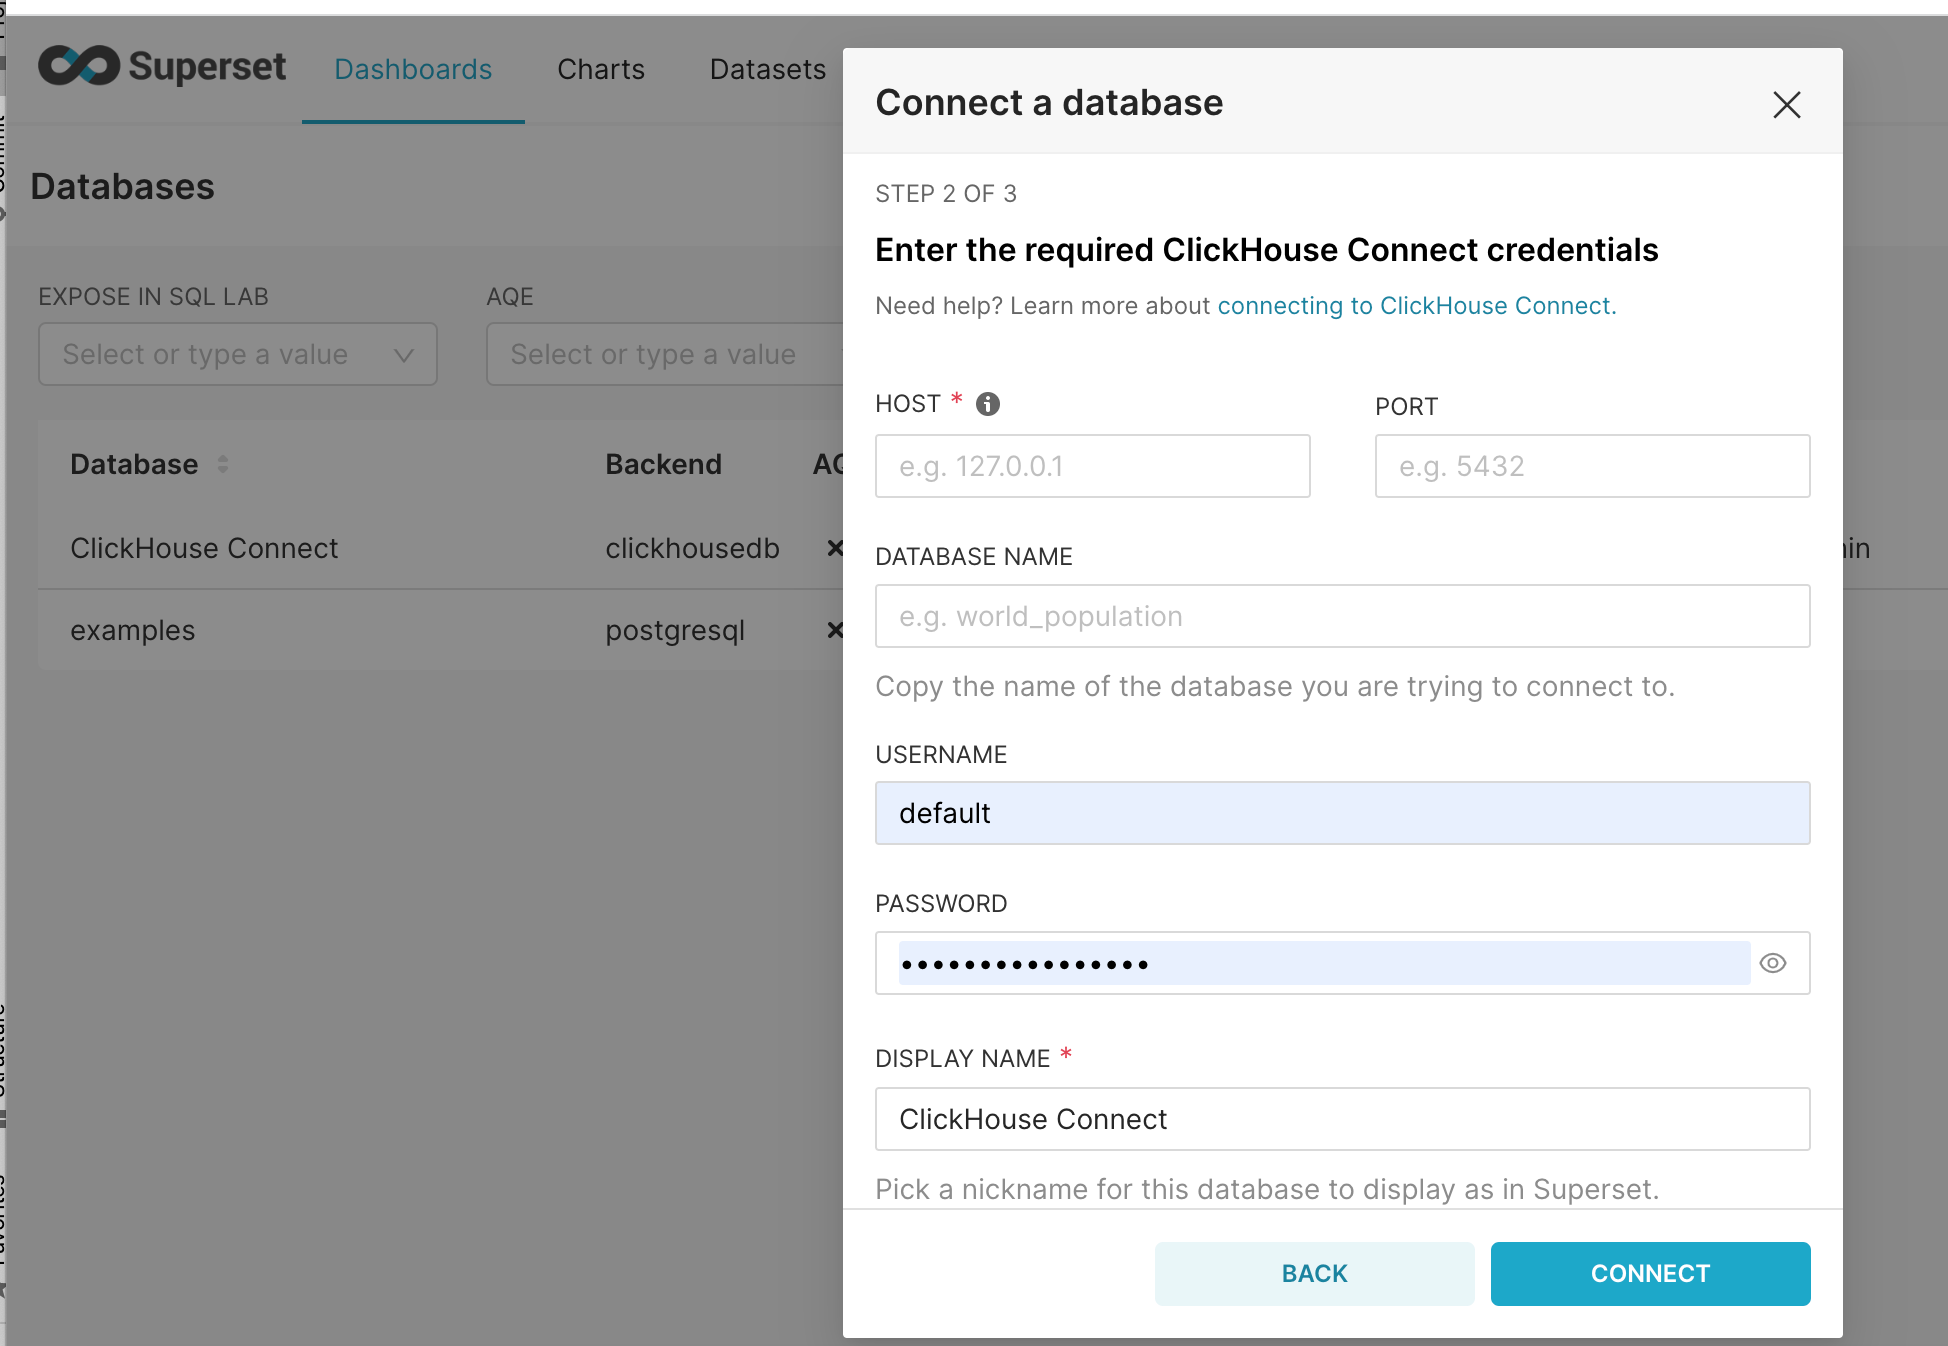 Superset Dashboards Charts Datasets
Databases
EXPOSE IN SQL LAB AQE
Select or type a value Select or type a value
Database Backend
ClickHouse Connect clickhousedb
examples postgresql
Connect a database
STEP 2 OF 3
Enter the required ClickHouse Connect credentials
Need help? Learn more about connecting to ClickHouse Connect.
HOST * PORT
e.g. 127.0.0.1 e.g. 5432
DATABASE NAME
e.g. world_population
Copy the name of the database you are trying to connect to.
USERNAME
default
PASSWORD
••••••••••••••••
DISPLAY NAME *
ClickHouse Connect
Pick a nickname for this database to display as in Superset.
BACK CONNECT